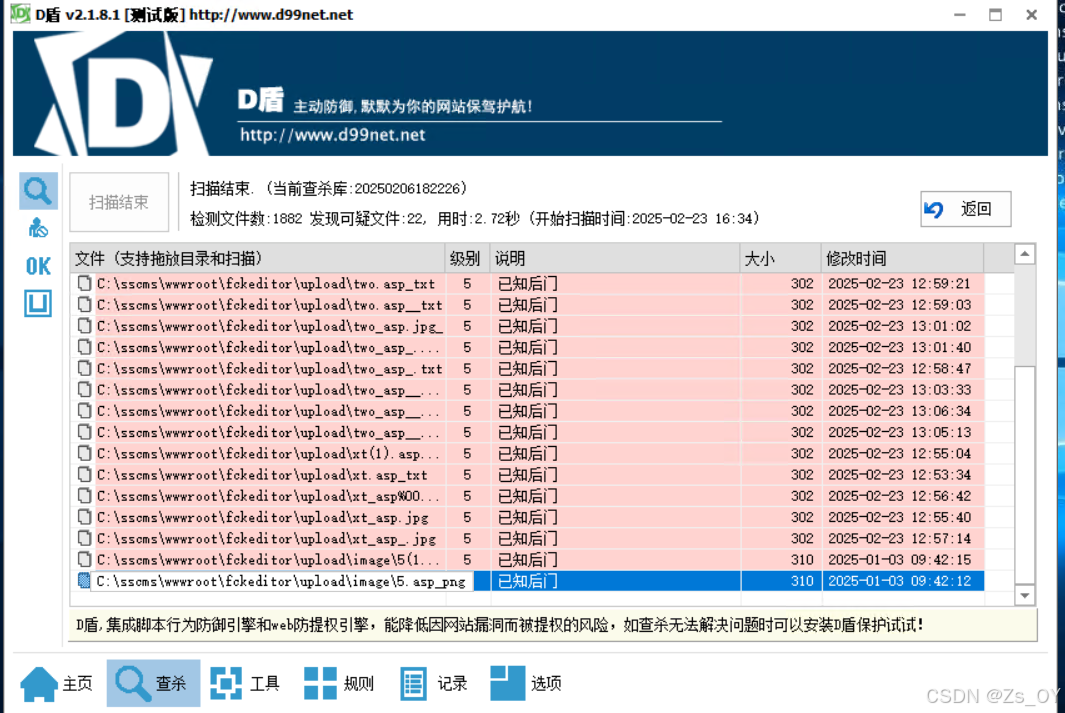 D盾 v2.1.8.1 [测试版] http://www.d99net.net
D盾 主动防御,默默为你的网站保驾护航!
http://www.d99net.net
扫描结束
扫描结束. (当前查杀库:20250206182226)
检测文件数:1882 发现可疑文件:22, 用时:2.72秒 (开始扫描时间:2025-02-23 16:34)
返回
OK
文件 (支持拖放目录和扫描) 级别 说明 大小 修改时间
C:\sscms\wwwroot\fckeditor\upload\two.asp_txt 5 已知后门 302 2025-02-23 12:59:21
C:\sscms\wwwroot\fckeditor\upload\two.asp__txt 5 已知后门 302 2025-02-23 12:59:03
C:\sscms\wwwroot\fckeditor\upload\two_asp.jpg_ 5 已知后门 302 2025-02-23 13:01:02
C:\sscms\wwwroot\fckeditor\upload\two_asp_.... 5 已知后门 302 2025-02-23 13:01:40
C:\sscms\wwwroot\fckeditor\upload\two_asp_.txt 5 已知后门 302 2025-02-23 12:58:47
C:\sscms\wwwroot\fckeditor\upload\two_asp__... 5 已知后门 302 2025-02-23 13:03:33
C:\sscms\wwwroot\fckeditor\upload\two_asp__... 5 已知后门 302 2025-02-23 13:06:34
C:\sscms\wwwroot\fckeditor\upload\two_asp__... 5 已知后门 302 2025-02-23 13:05:13
C:\sscms\wwwroot\fckeditor\upload\xt(1).asp... 5 已知后门 302 2025-02-23 12:55:04
C:\sscms\wwwroot\fckeditor\upload\xt.asp_txt 5 已知后门 302 2025-02-23 12:53:34
C:\sscms\wwwroot\fckeditor\upload\xt_asp%00... 5 已知后门 302 2025-02-23 12:56:42
C:\sscms\wwwroot\fckeditor\upload\xt_asp.jpg 5 已知后门 302 2025-02-23 12:55:40
C:\sscms\wwwroot\fckeditor\upload\xt_asp_.jpg 5 已知后门 302 2025-02-23 12:57:14
C:\sscms\wwwroot\fckeditor\upload\image\5(1... 5 已知后门 310 2025-01-03 09:42:15
C:\sscms\wwwroot\fckeditor\upload\image\5.asp_png 已知后门 310 2025-01-03 09:42:12
D盾,集成脚本行为防御引擎和web防提权引擎，能降低因网站漏洞而被提权的风险，如查杀无法解决问题时可以安装D盾保护试试!
主页 查杀 工具 规则 记录 选项
CSDN @Zs_OY